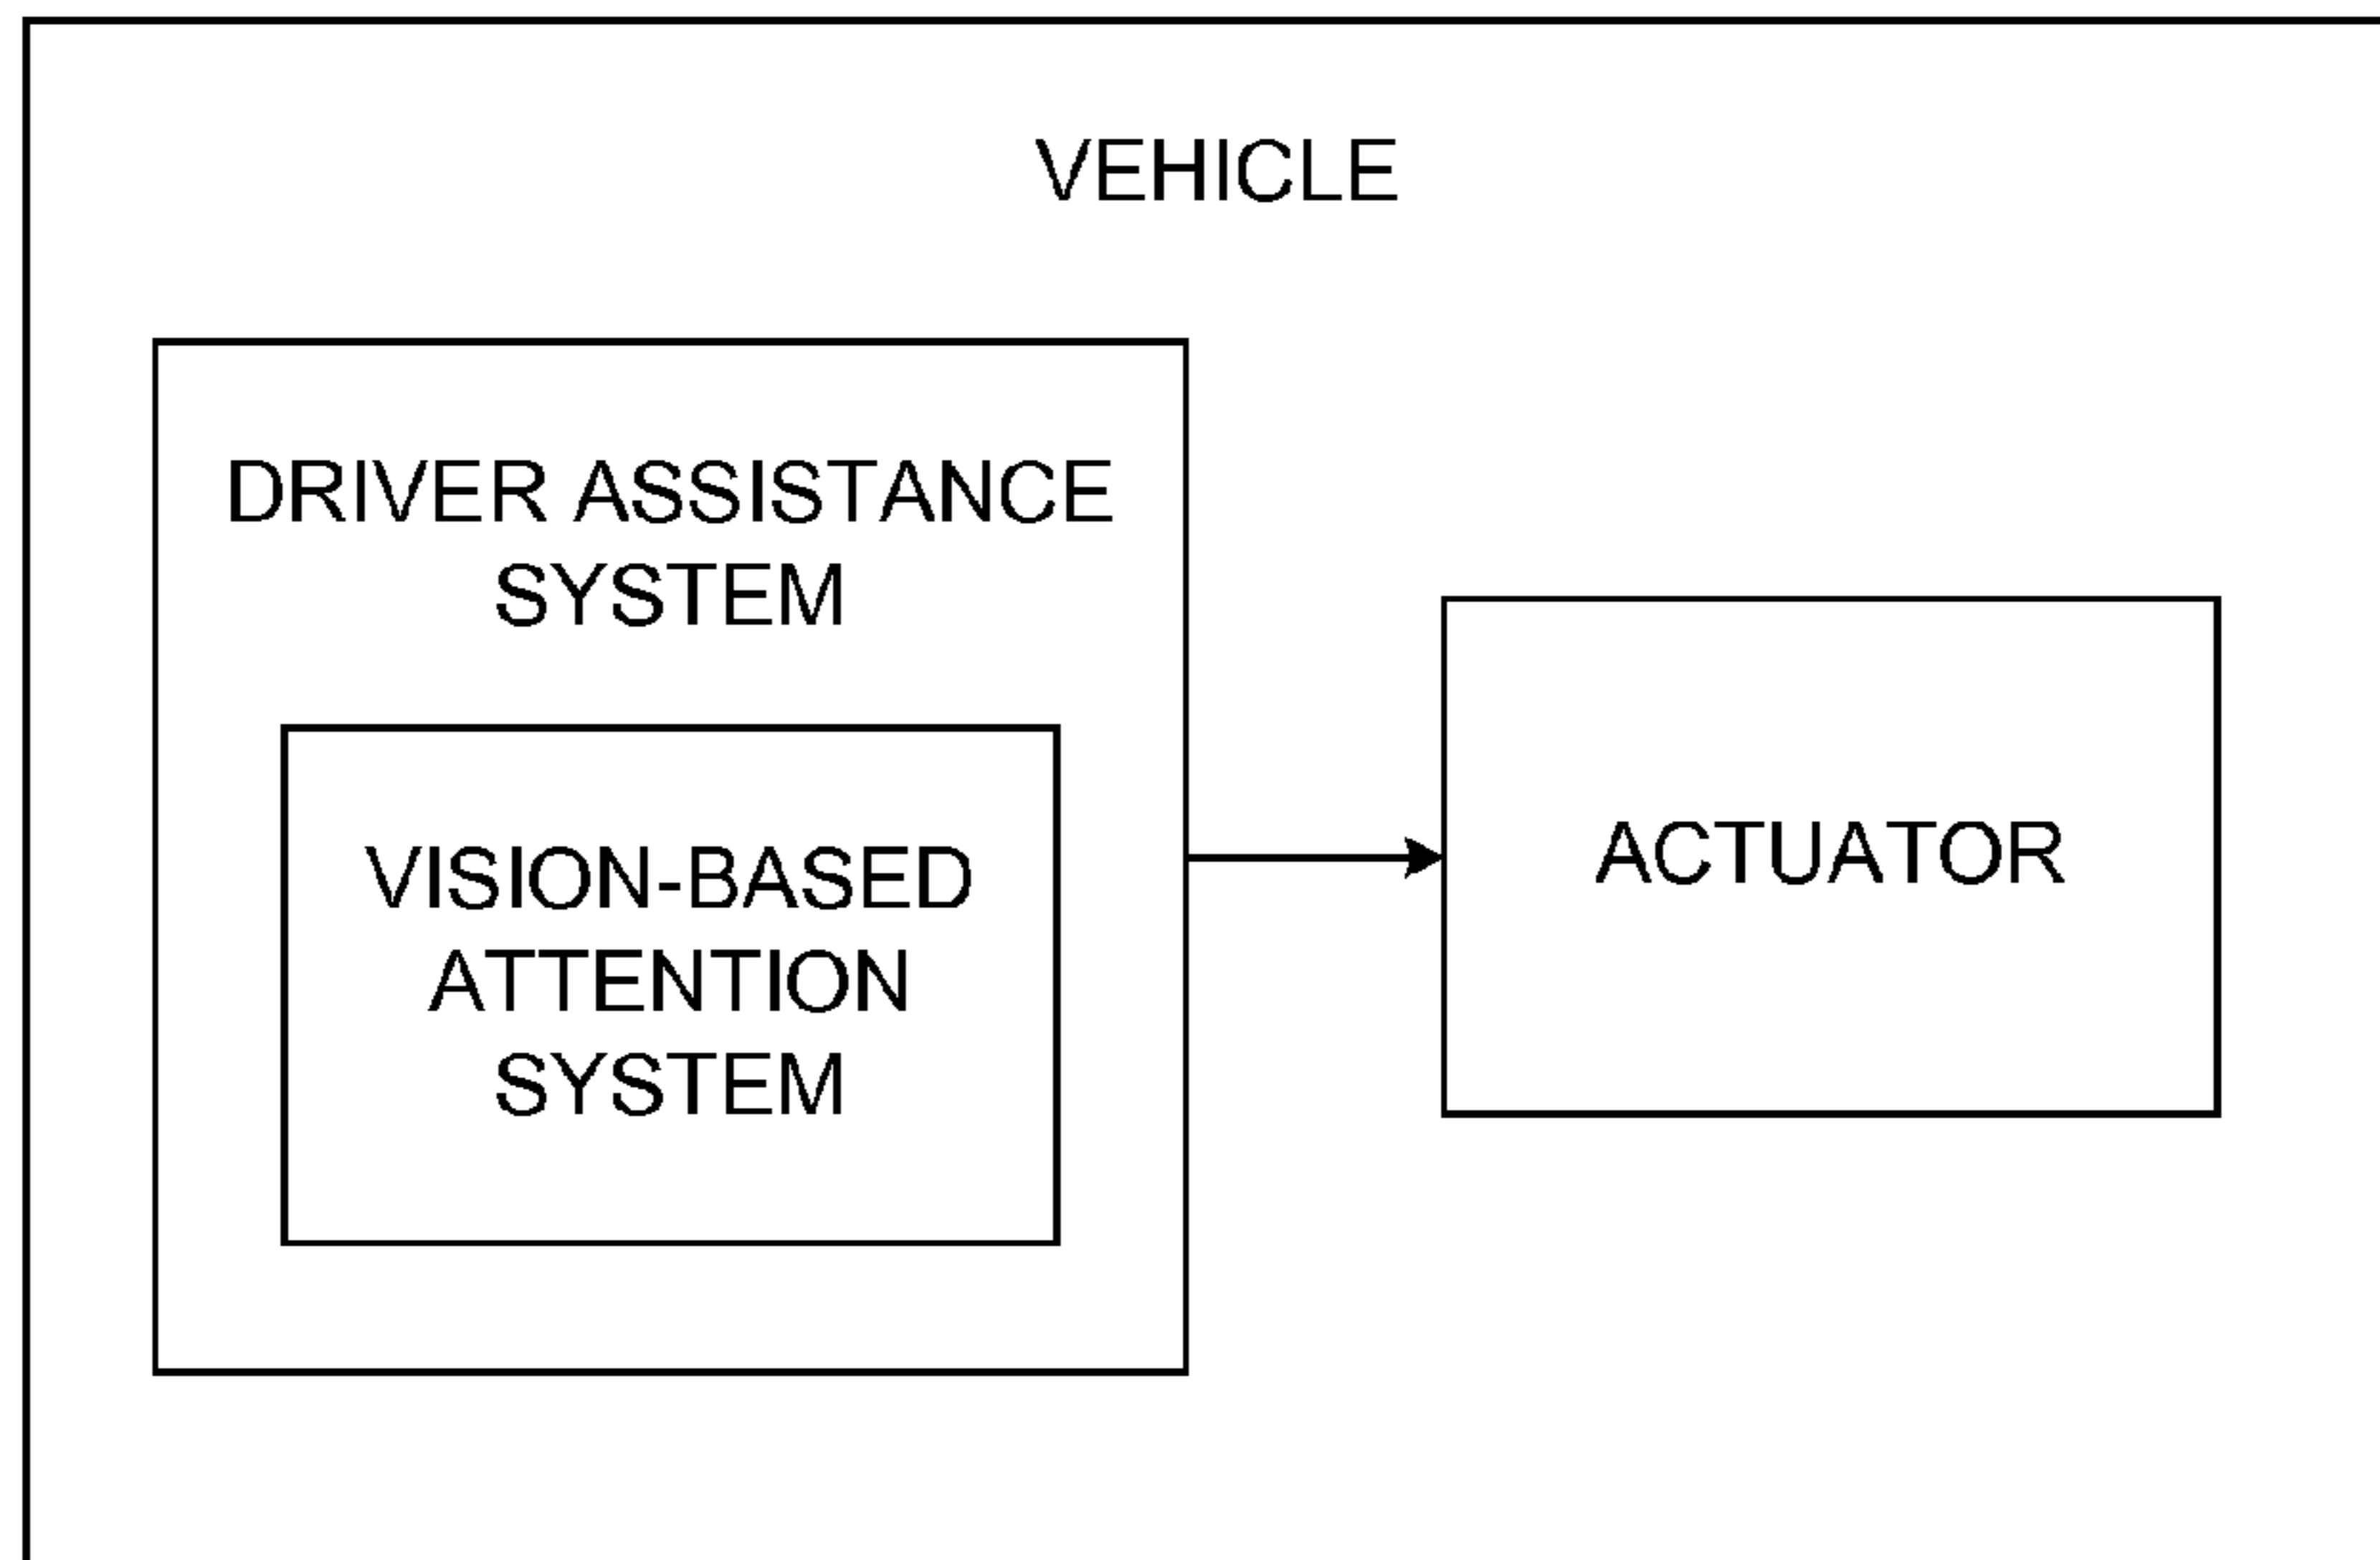 VEHICLE
DRIVER ASSISTANCE
SYSTEM
VISION-BASED
ATTENTION
SYSTEM
ACTUATOR